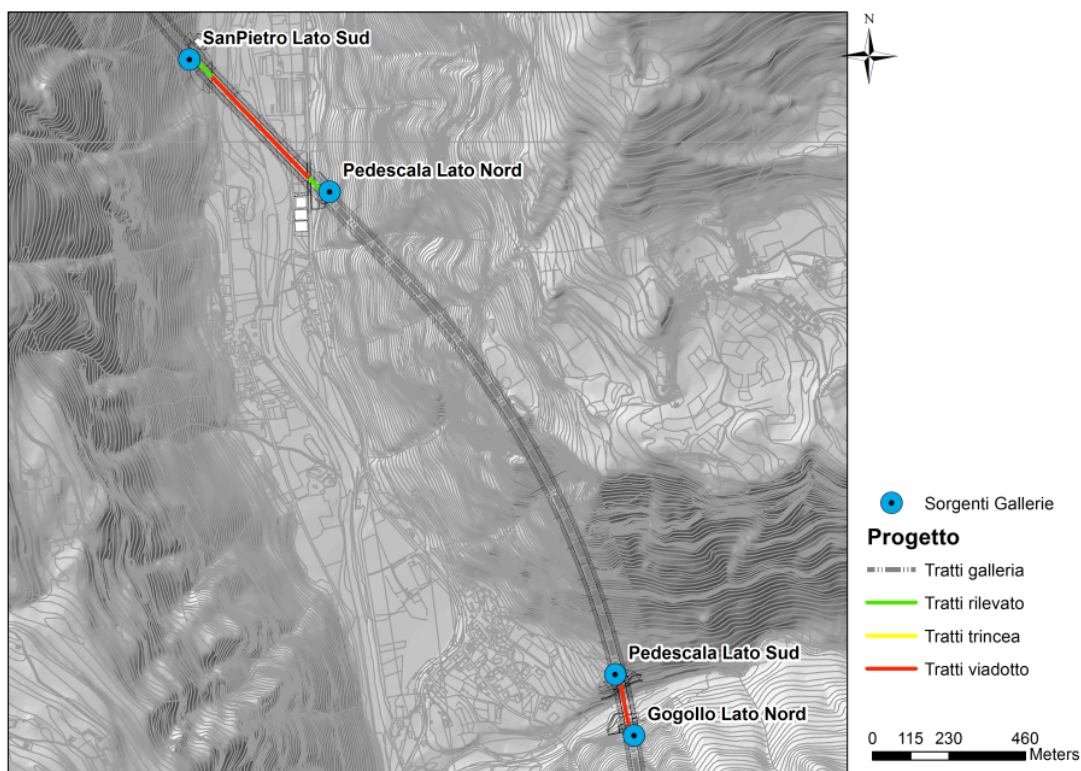 SanPietro Lato Sud
N
Pedescala Lato Nord
Sorgenti Gallerie
Progetto
Tratti galleria
Tratti rilevato
Tratti trincea
Tratti viadotto
Pedescala Lato Sud
Gogollo Lato Nord
0 115 230 460
Meters